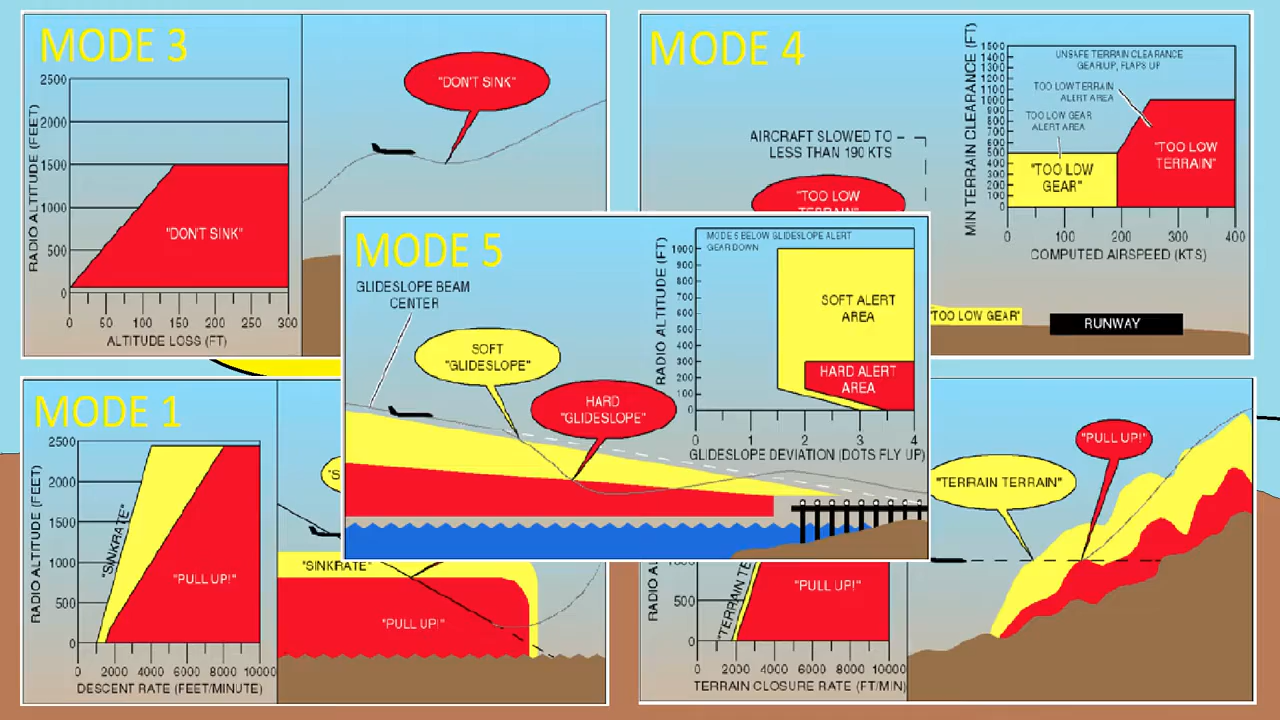 MODE 3
2500
2000
1500
1000
500
0
RADIO ALTITUDE (FEET)
0 50 100 150 200 250 300
ALTITUDE LOSS (FT)
"DON'T SINK"
"DON'T SINK"
MODE 4
AIRCRAFT SLOWED TO
LESS THAN 190 KTS
"TOO LOW
TERRAIN"
MIN TERRAIN CLEARANCE (FT)
1500
1400
1300
1200
1100
1000
900
800
700
600
500
400
300
200
100
0
UNSAFE TERRAIN CLEARANCE
GEAR UP, FLAPS UP
TOO LOW TERRAIN
ALERT AREA
TOO LOW GEAR
ALERT AREA
"TOO LOW
GEAR"
"TOO LOW
TERRAIN"
0 100 200 300 400
COMPUTED AIRSPEED (KTS)
"TOO LOW GEAR"
RUNWAY
MODE 5
GLIDESLOPE BEAM
CENTER
SOFT
"GLIDESLOPE"
HARD
"GLIDESLOPE"
MODE 5 BELOW GLIDESLOPE ALERT
GEAR DOWN
RADIO ALTITUDE (FT)
1000
900
800
700
600
500
400
300
200
100
0
SOFT ALERT
AREA
HARD ALERT
AREA
0 1 2 3 4
GLIDESLOPE DEVIATION (DOTS FLY UP)
MODE 1
2500
2000
1500
1000
500
0
RADIO ALTITUDE (FEET)
"SINKRATE"
"PULL UP!"
0 2000 4000 6000 8000 10000
DESCENT RATE (FEET/MINUTE)
"S
"SINKRATE"
"PULL UP!"
RADIO A
1000
500
0
"TERRAIN TE
"PULL UP!"
0 2000 4000 6000 8000 10000
TERRAIN CLOSURE RATE (FT/MIN)
"TERRAIN TERRAIN"
"PULL UP!"